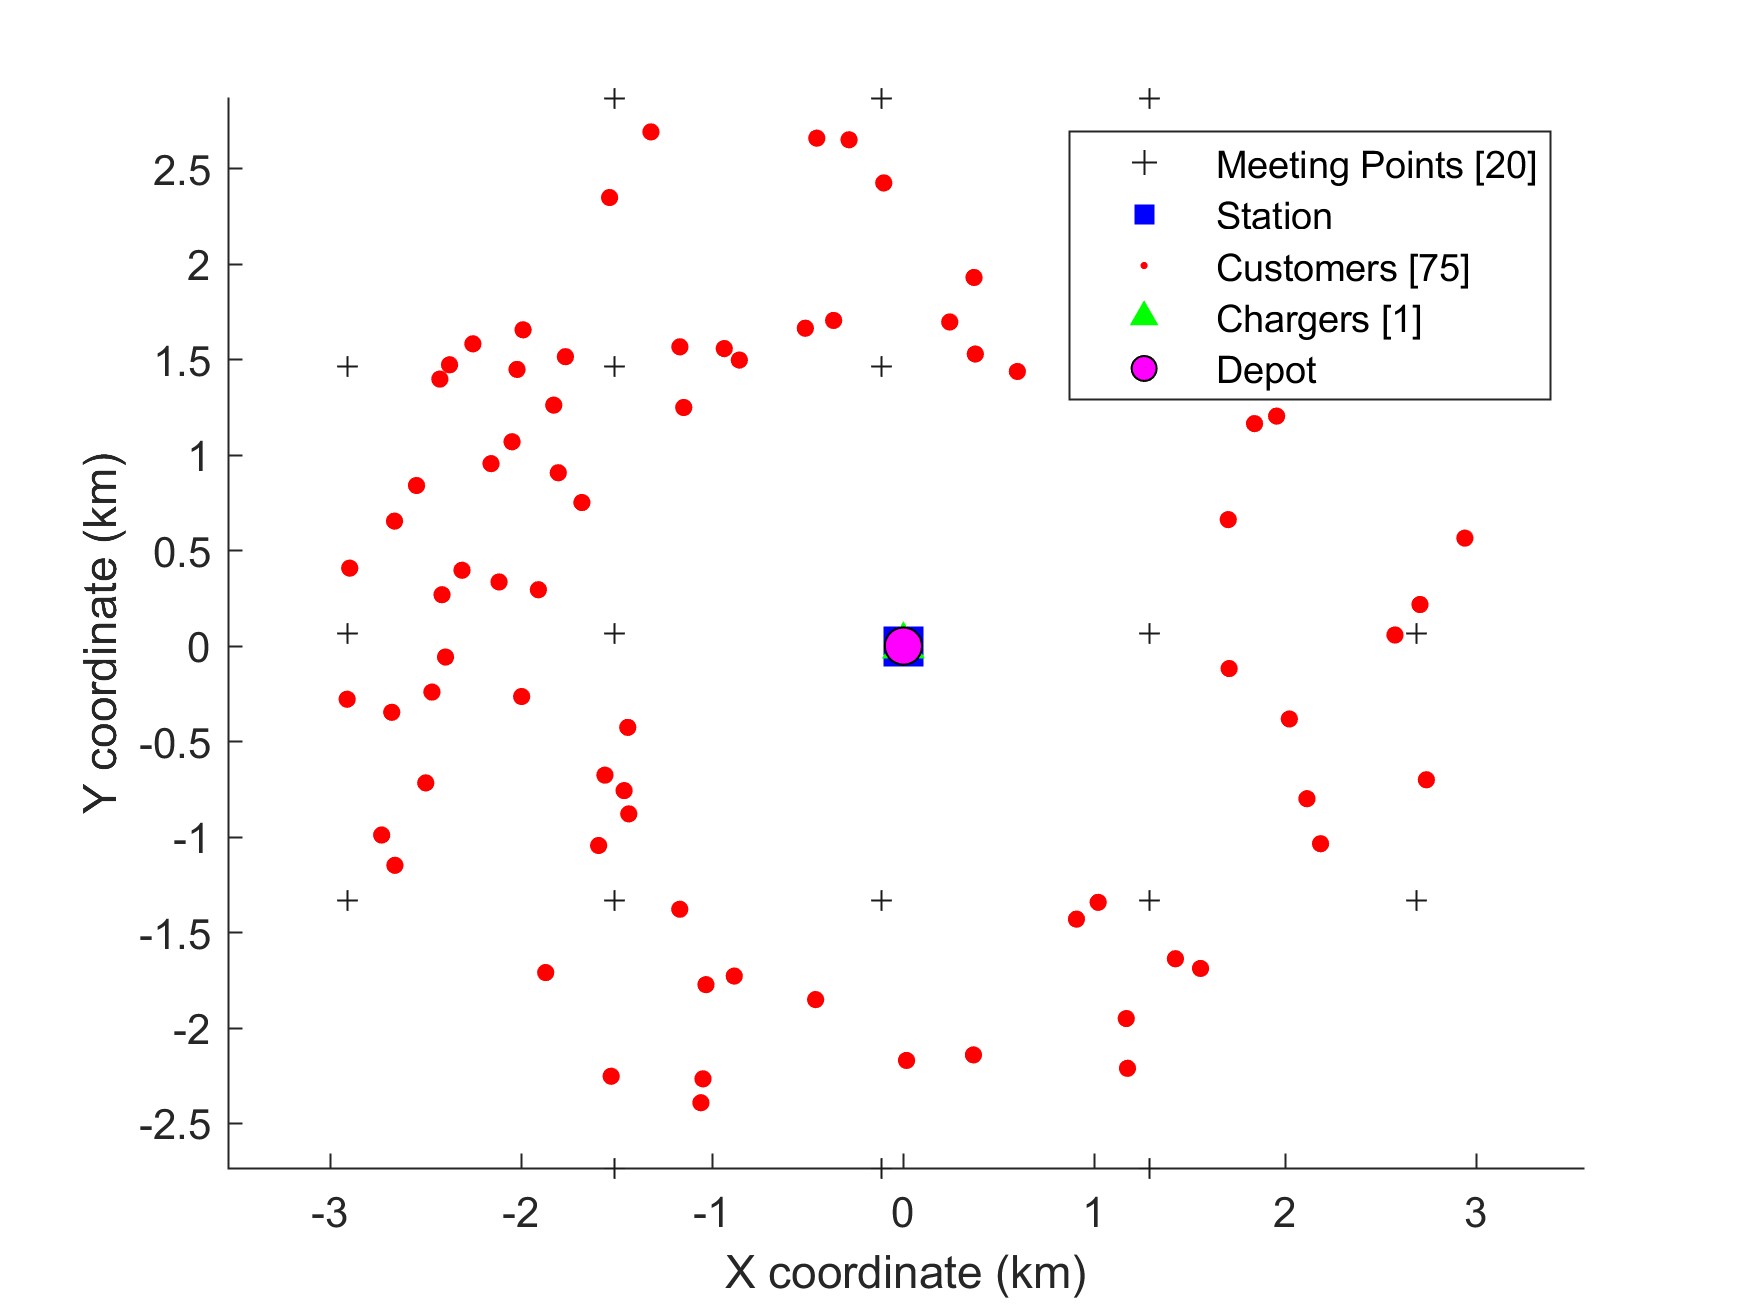 Meeting Points [20]
Station
Customers [75]
Chargers [1]
Depot
2.5
2
1.5
1
0.5
0
-0.5
-1
-1.5
-2
-2.5
Y coordinate (km)
-3 -2 -1 0 1 2 3
X coordinate (km)